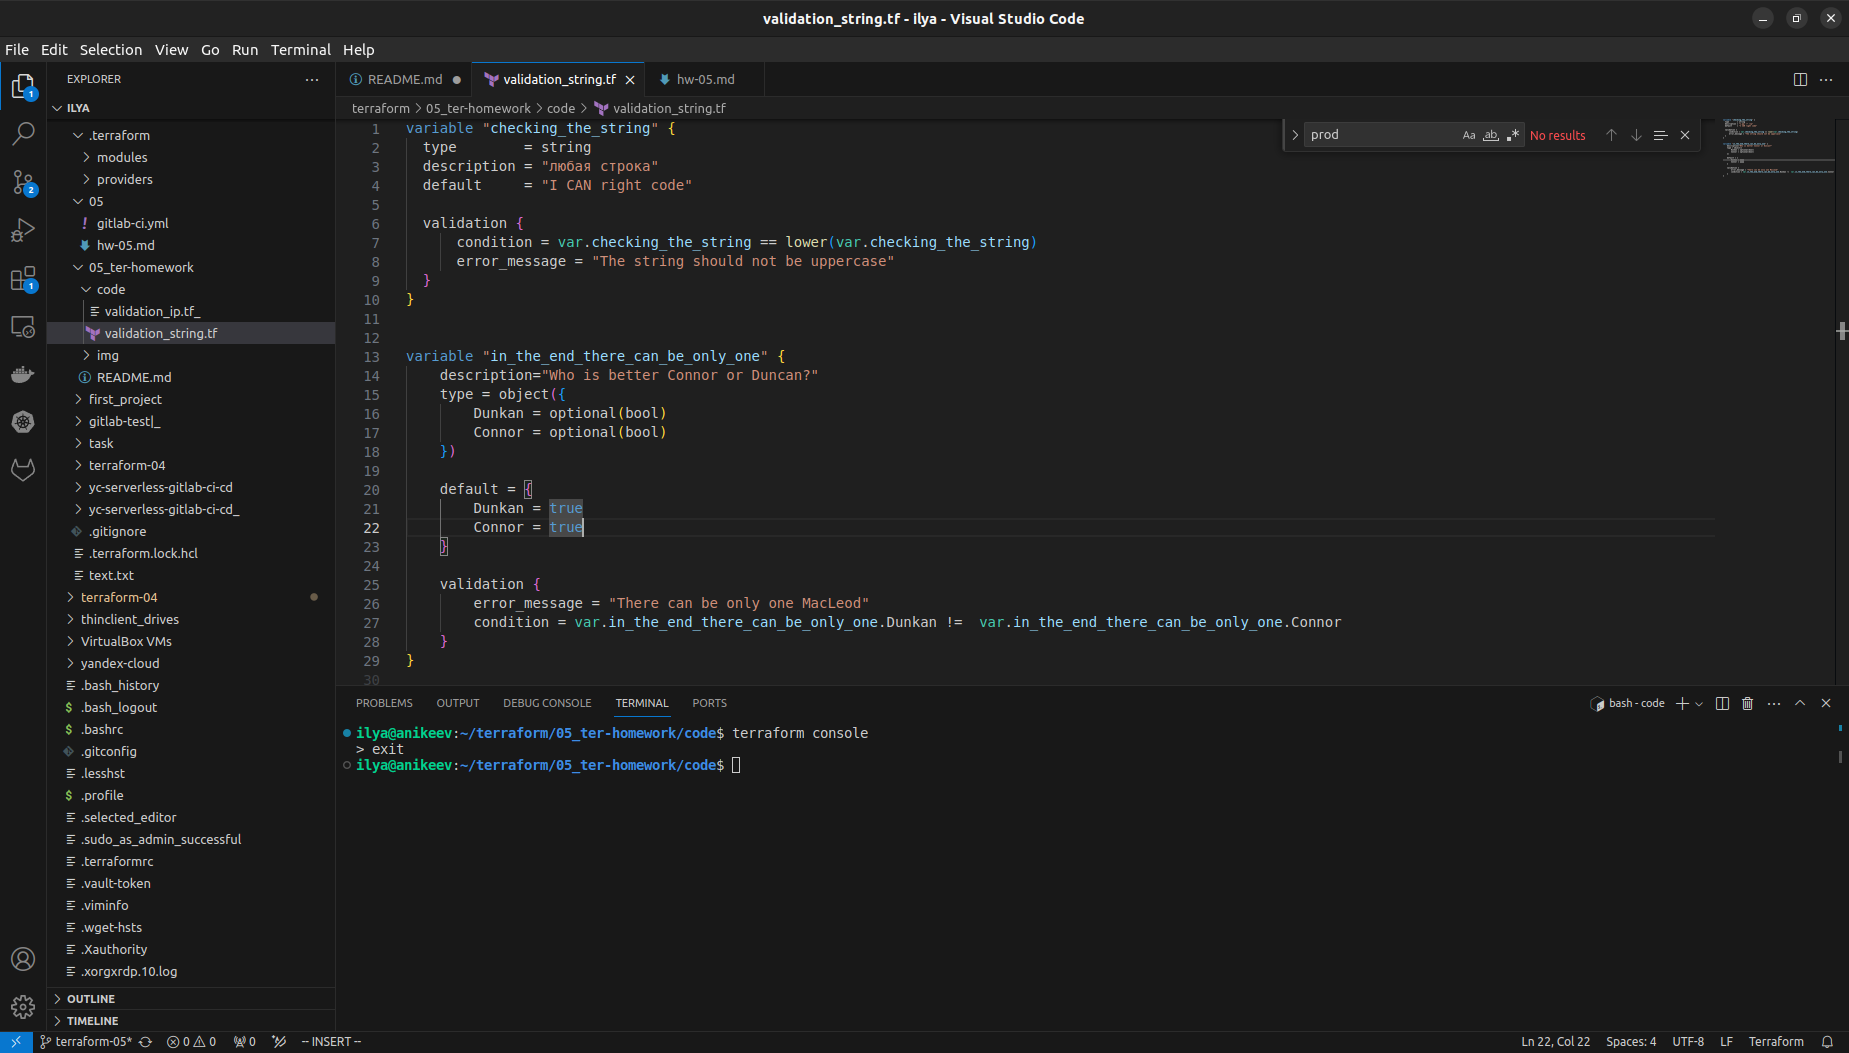 validation_string.tf - ilya - Visual Studio Code
File Edit Selection View Go Run Terminal Help
EXPLORER
ILYA
.terraform
modules
providers
05
gitlab-ci.yml
hw-05.md
05_ter-homework
code
validation_ip.tf_
validation_string.tf
img
README.md
first_project
gitlab-test|_
task
terraform-04
yc-serverless-gitlab-ci-cd
yc-serverless-gitlab-ci-cd_
.gitignore
.terraform.lock.hcl
text.txt
terraform-04
thinclient_drives
VirtualBox VMs
yandex-cloud
.bash_history
.bash_logout
.bashrc
.gitconfig
.lesshst
.profile
.selected_editor
.sudo_as_admin_successful
.terraformrc
.vault-token
.viminfo
.wget-hsts
.Xauthority
.xorgxrdp.10.log
OUTLINE
TIMELINE
1
2
1
README.md validation_string.tf hw-05.md
terraform > 05_ter-homework > code > validation_string.tf
prod Aa ab .* No results
1 variable "checking_the_string" {
2 type = string
3 description = "любая строка"
4 default = "I CAN right code"
5
6 validation {
7 condition = var.checking_the_string == lower(var.checking_the_string)
8 error_message = "The string should not be uppercase"
9 }
10 }
11
12
13 variable "in_the_end_there_can_be_only_one" {
14 description="Who is better Connor or Duncan?"
15 type = object({
16 Dunkan = optional(bool)
17 Connor = optional(bool)
18 })
19
20 default = {
21 Dunkan = true
22 Connor = true
23 }
24
25 validation {
26 error_message = "There can be only one MacLeod"
27 condition = var.in_the_end_there_can_be_only_one.Dunkan != var.in_the_end_there_can_be_only_one.Connor
28 }
29 }
30
PROBLEMS OUTPUT DEBUG CONSOLE TERMINAL PORTS
bash - code
ilya@anikeev:~/terraform/05_ter-homework/code$ terraform console
> exit
ilya@anikeev:~/terraform/05_ter-homework/code$
terraform-05* 0 0 0 -- INSERT -- Ln 22, Col 22 Spaces: 4 UTF-8 LF Terraform